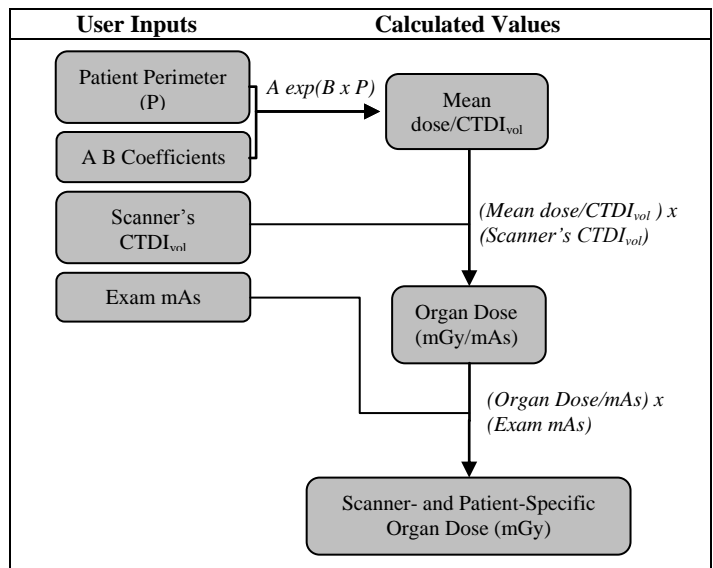 User Inputs
Calculated Values
Patient Perimeter
(P)
A exp(B x P)
Mean
dose/CTDIvol
A B Coefficients
Scanner's
CTDIvol
(Mean dose/CTDIvol ) x
(Scanner's CTDIvol)
Exam mAs
Organ Dose
(mGy/mAs)
(Organ Dose/mAs) x
(Exam mAs)
Scanner- and Patient-Specific
Organ Dose (mGy)